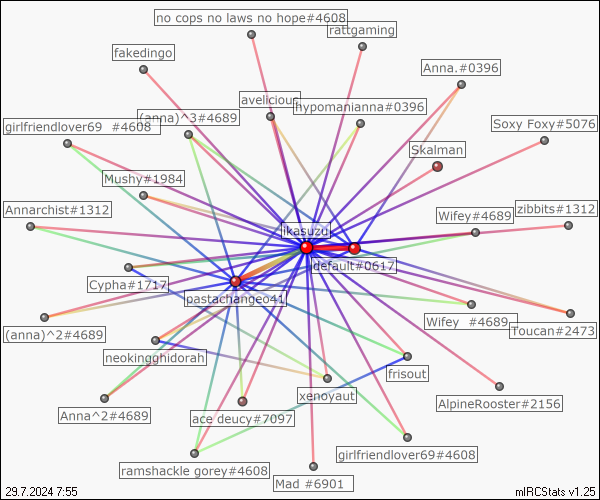 no cops no laws no hope#4608
rattgaming
fakedingo
Anna.#0396
avelicious
hypomanianna#0396
(anna)^3#4689
girlfriendlover69 #4608
Soxy Foxy#5076
Skalman
Mushy#1984
Annarchist#1312
Wifey#4689
zibbits#1312
likasuzu
default#0617
Cypha#1717
pastachangeo41
(anna)^2#4689
Wifey #4689
Toucan#2473
neokingghidorah
frisout
xenoyaut
AlpineRooster#2156
Anna^2#4689
ace deucy#7097
girlfriendlover69#4608
ramshackle gorey#4608
Mad #6901
29.7.2024 7:55
mIRCStats v1.25